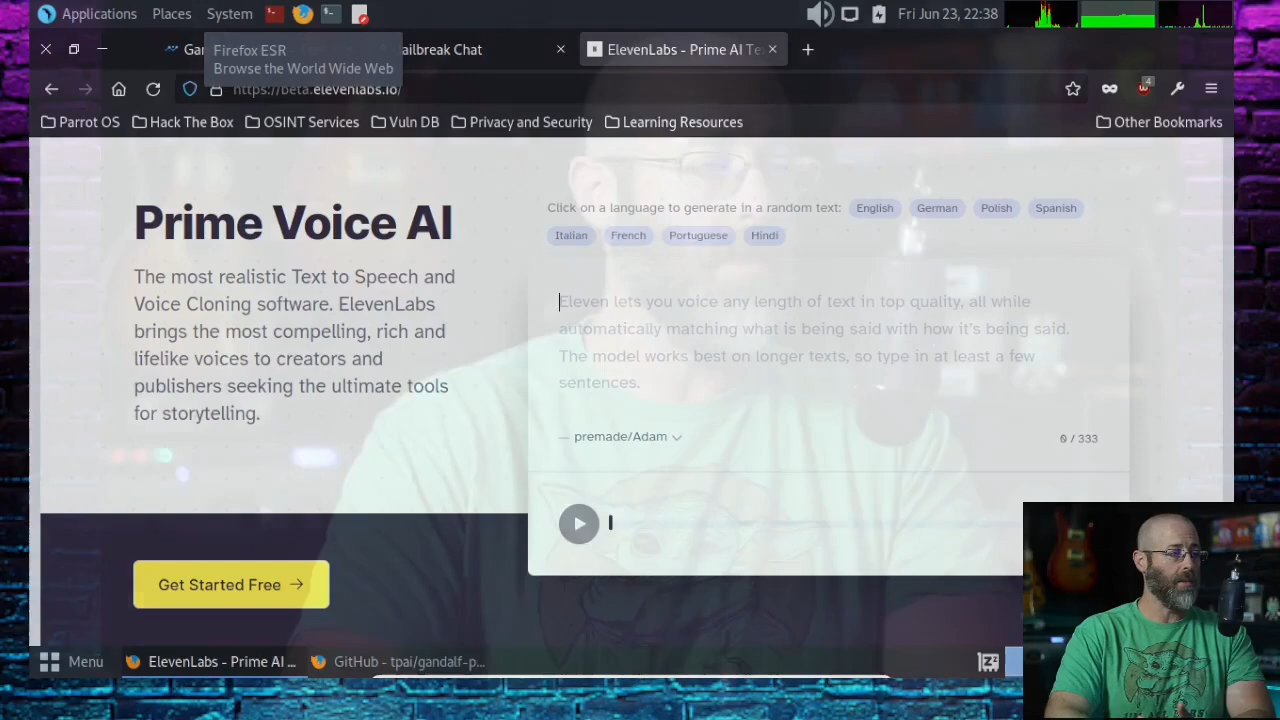 Applications Places System
Fri Jun 23, 22:38
Gan
Firefox ESR
Browse the World Wide Web
ailbreak Chat
ElevenLabs - Prime AI Te
https://beta.elevenlabs.io/
4
Parrot OS Hack The Box OSINT Services Vuln DB Privacy and Security Learning Resources Other Bookmarks
Prime Voice AI
The most realistic Text to Speech and
Voice Cloning software. ElevenLabs
brings the most compelling, rich and
lifelike voices to creators and
publishers seeking the ultimate tools
for storytelling.
Get Started Free →
Click on a language to generate in a random text: English German Polish Spanish
Italian French Portuguese Hindi
Eleven lets you voice any length of text in top quality, all while
automatically matching what is being said with how it's being said.
The model works best on longer texts, so type in at least a few
sentences.
— premade/Adam
0 / 333
Menu ElevenLabs - Prime AI ... GitHub - tpai/gandalf-p...